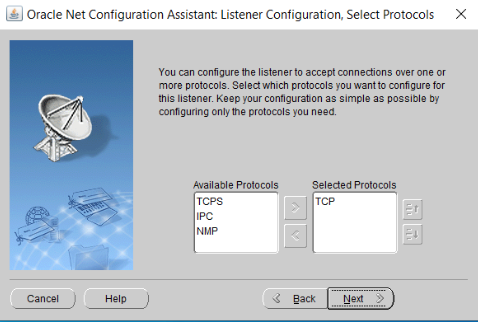 Oracle Net Configuration Assistant: Listener Configuration, Select Protocols
You can configure the listener to accept connections over one or
more protocols. Select which protocols you want to configure for
this listener. Keep your configuration as simple as possible by
configuring only the protocols you need.
Available Protocols
TCPS
IPC
NMP
Selected Protocols
TCP
Cancel
Help
Back
Next